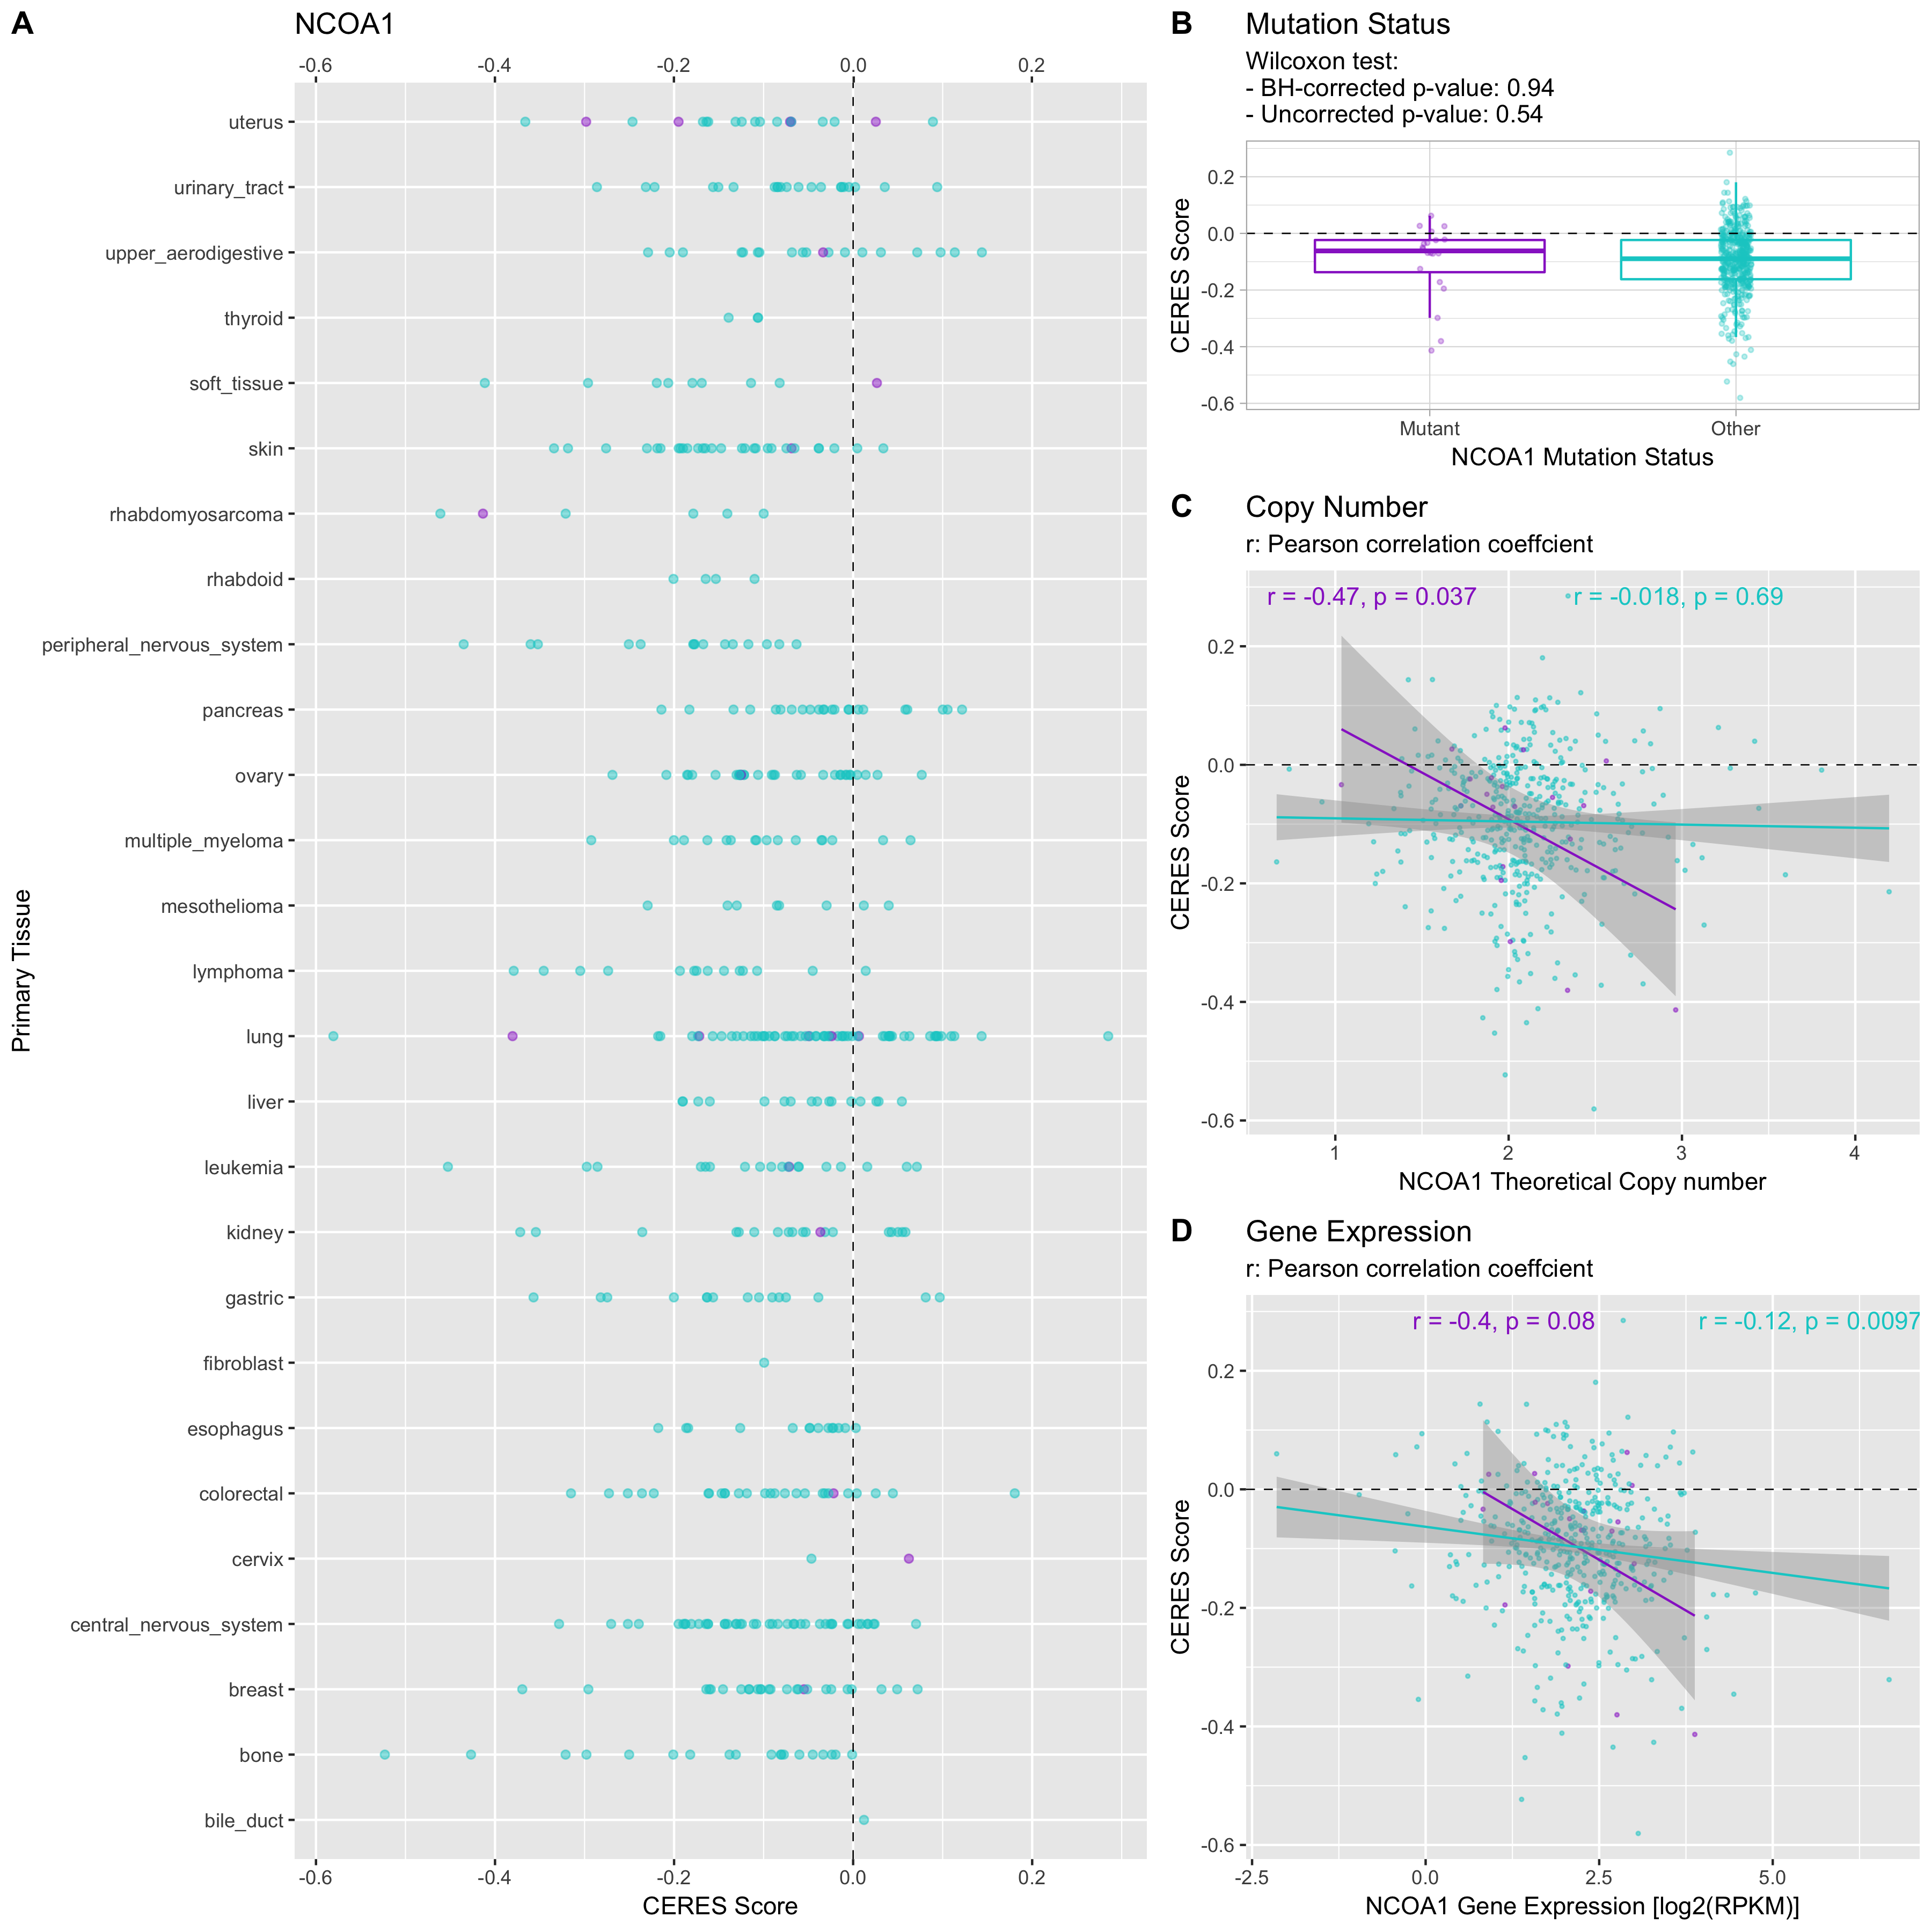 A
NCOA1
-0.6 -0.4 -0.2 0.0 0.2
Primary Tissue
uterus
urinary_tract
upper_aerodigestive
thyroid
soft_tissue
skin
rhabdomyosarcoma
rhabdoid
peripheral_nervous_system
pancreas
ovary
multiple_myeloma
mesothelioma
lymphoma
lung
liver
leukemia
kidney
gastric
fibroblast
esophagus
colorectal
cervix
central_nervous_system
breast
bone
bile_duct
-0.6 -0.4 -0.2 0.0 0.2
CERES Score
B
Mutation Status
Wilcoxon test:
- BH-corrected p-value: 0.94
- Uncorrected p-value: 0.54
CERES Score
0.2
0.0
-0.2
-0.4
-0.6
Mutant Other
NCOA1 Mutation Status
C
Copy Number
r: Pearson correlation coeffcient
r = -0.47, p = 0.037 r = -0.018, p = 0.69
CERES Score
0.2
0.0
-0.2
-0.4
-0.6
1 2 3 4
NCOA1 Theoretical Copy number
D
Gene Expression
r: Pearson correlation coeffcient
r = -0.4, p = 0.08 r = -0.12, p = 0.0097
CERES Score
0.2
0.0
-0.2
-0.4
-0.6
-2.5 0.0 2.5 5.0
NCOA1 Gene Expression [log2(RPKM)]